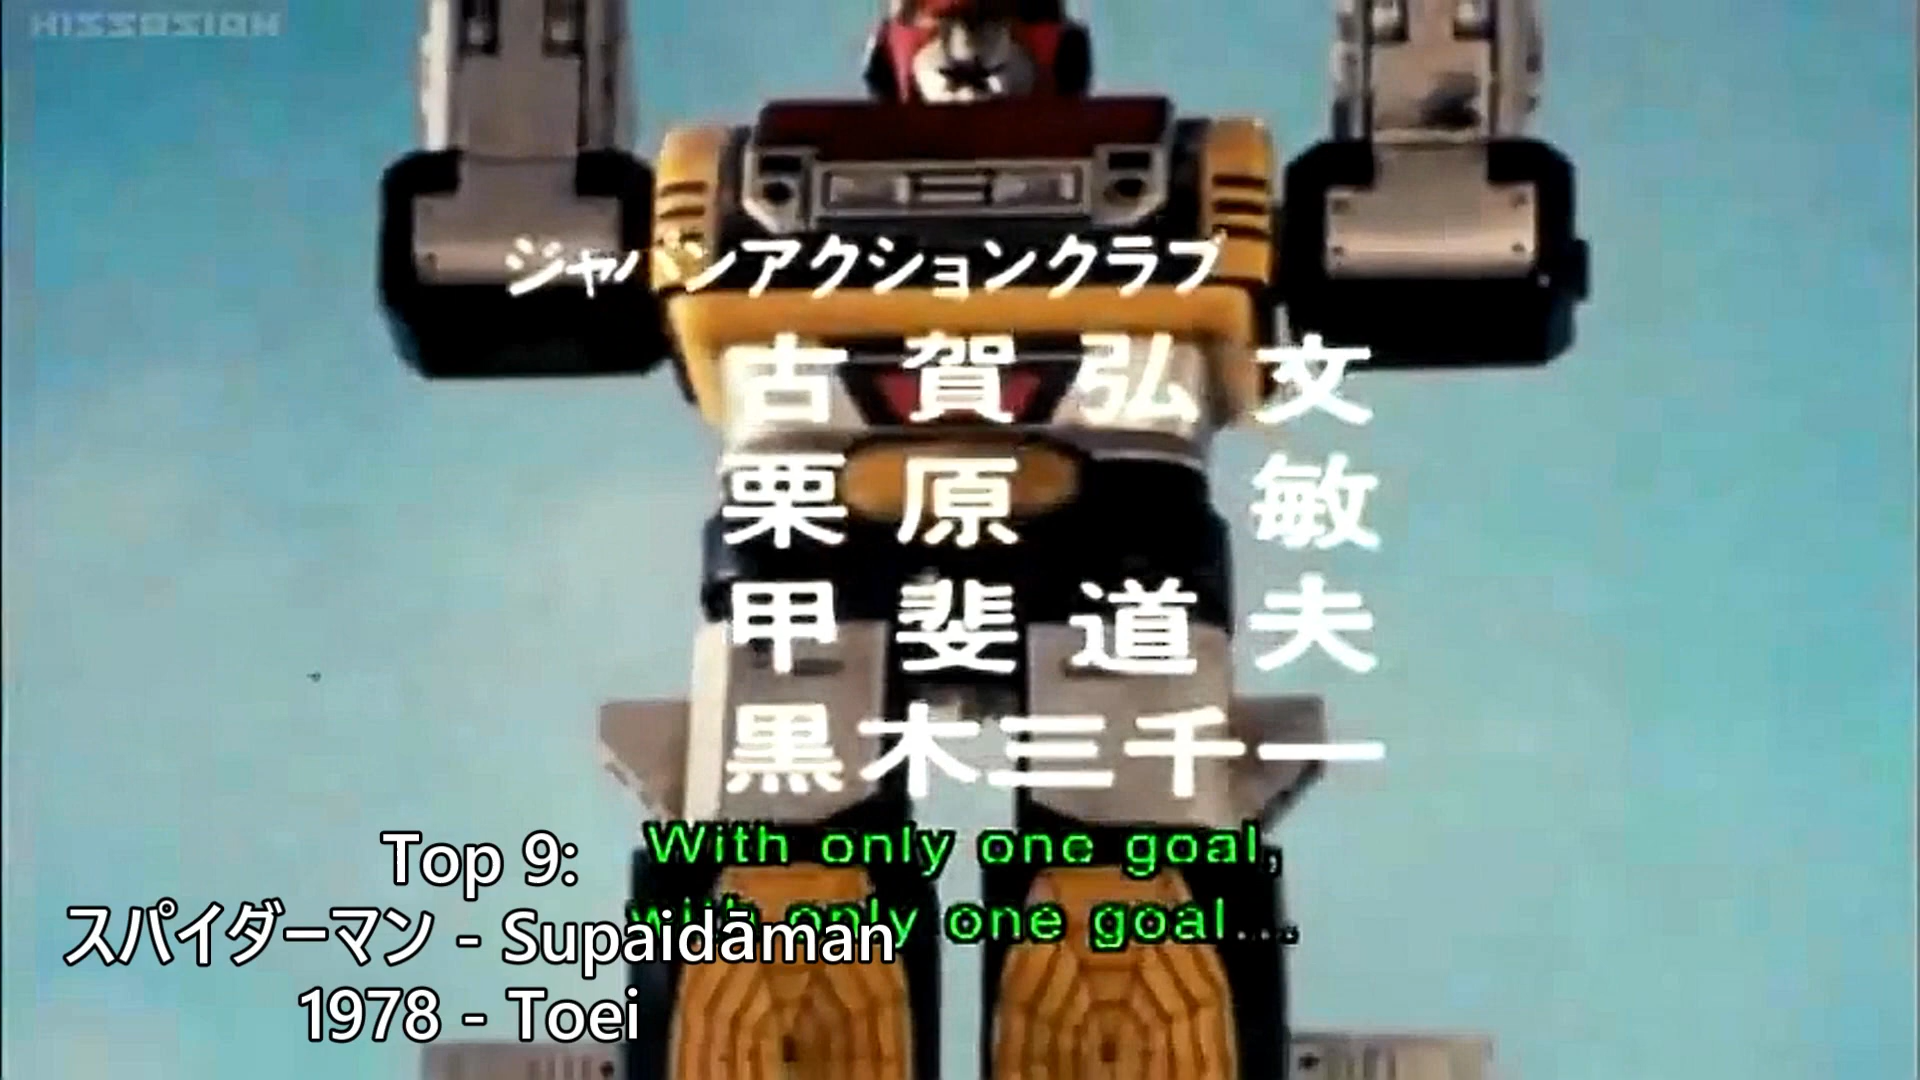 HISSASIAN
ジャパンアクションクラブ
古賀弘文
栗原 敏
甲斐道夫
黒木三千一
With only one goal,
with only one goal...
Top 9:
スパイダーマン - Supaidāman
1978 - Toei